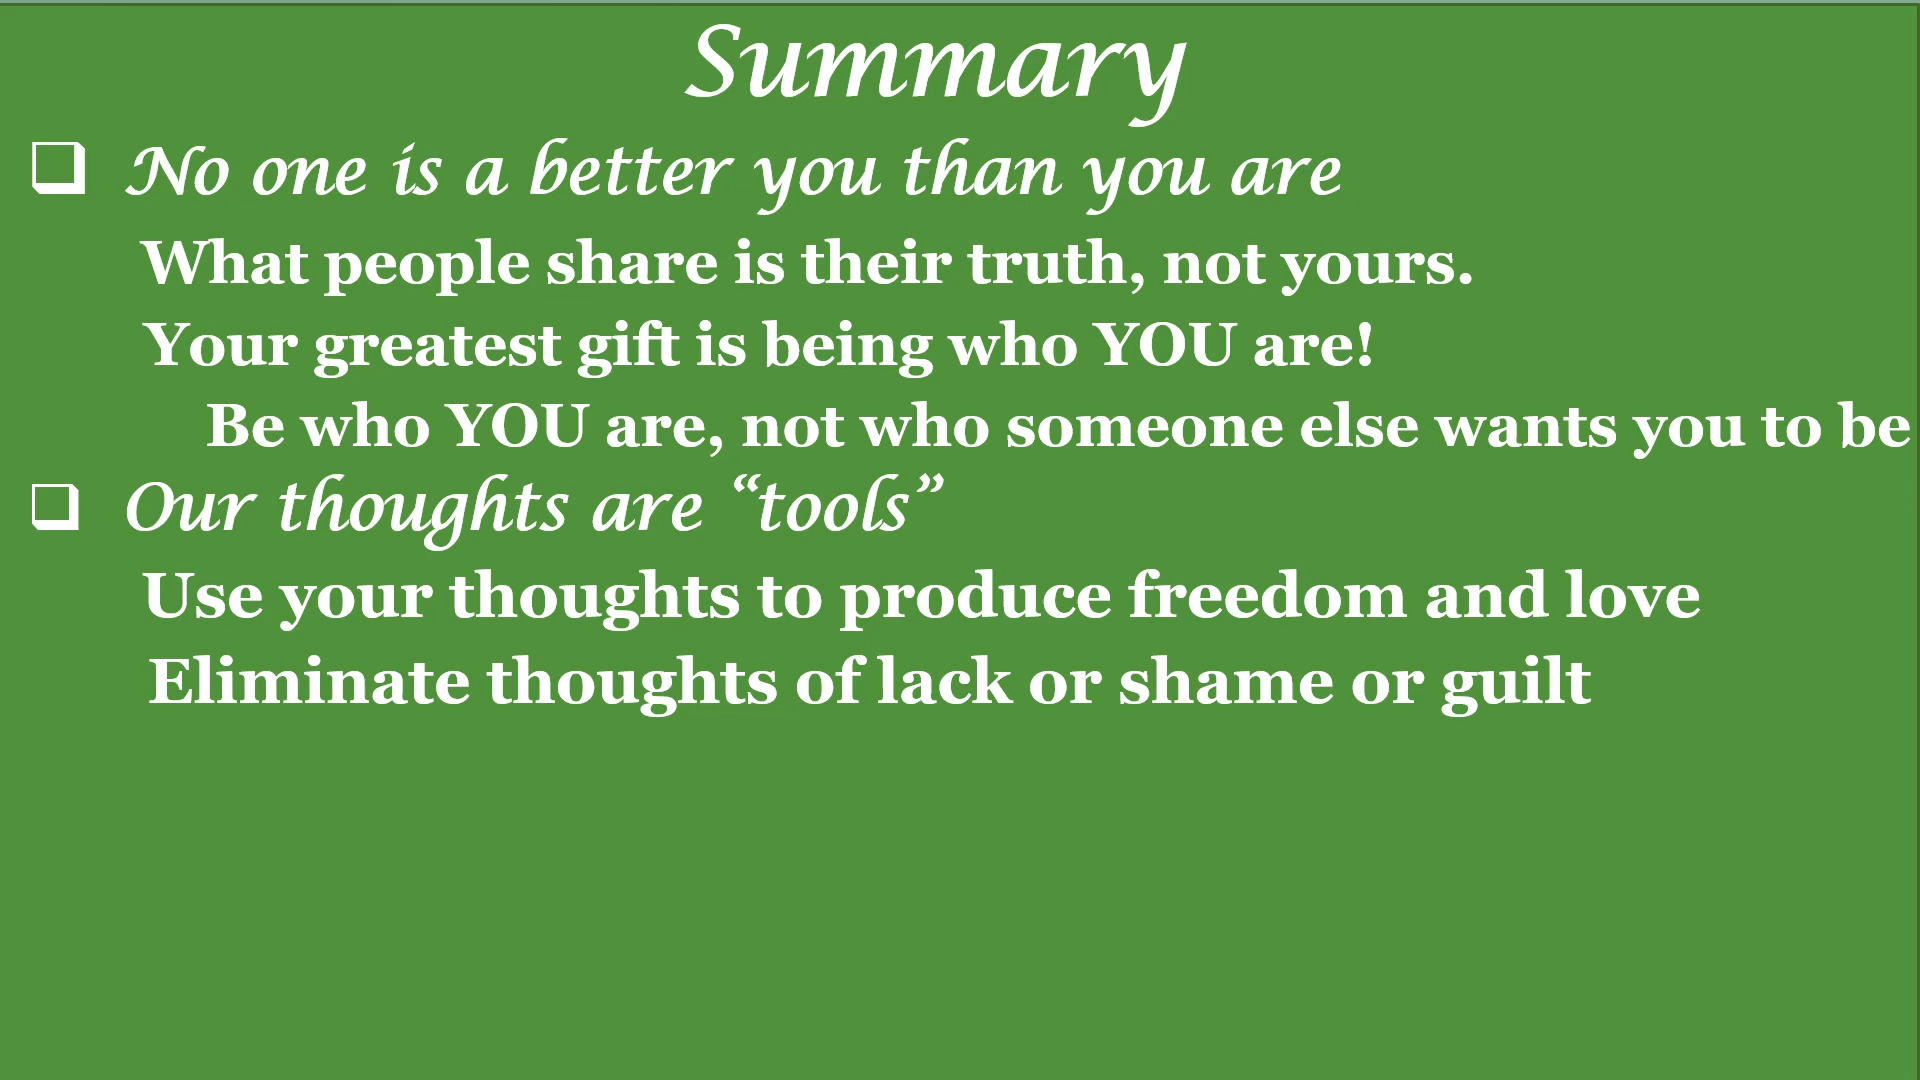 Summary
❑ No one is a better you than you are
What people share is their truth, not yours.
Your greatest gift is being who YOU are!
Be who YOU are, not who someone else wants you to be
❑ Our thoughts are “tools”
Use your thoughts to produce freedom and love
Eliminate thoughts of lack or shame or guilt